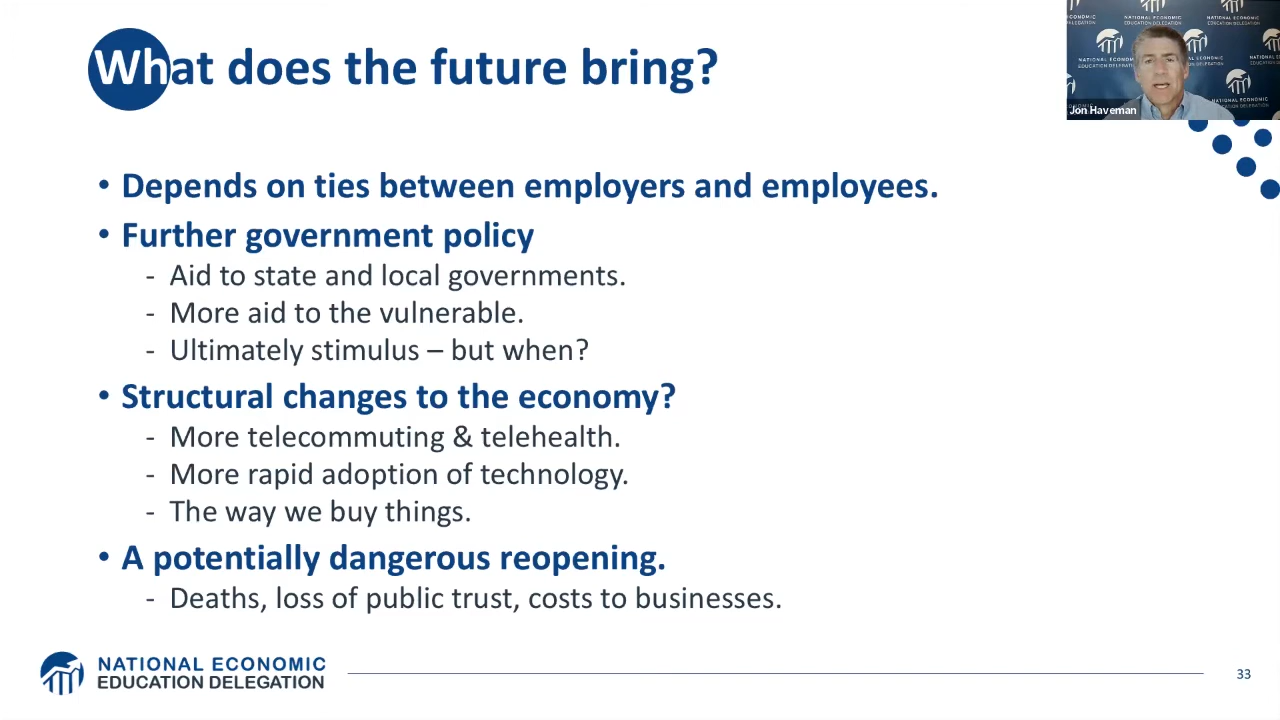 What does the future bring?
Jon Haveman
• Depends on ties between employers and employees.
• Further government policy
- Aid to state and local governments.
- More aid to the vulnerable.
- Ultimately stimulus – but when?
• Structural changes to the economy?
- More telecommuting & telehealth.
- More rapid adoption of technology.
- The way we buy things.
• A potentially dangerous reopening.
- Deaths, loss of public trust, costs to businesses.
NATIONAL ECONOMIC
EDUCATION DELEGATION
33